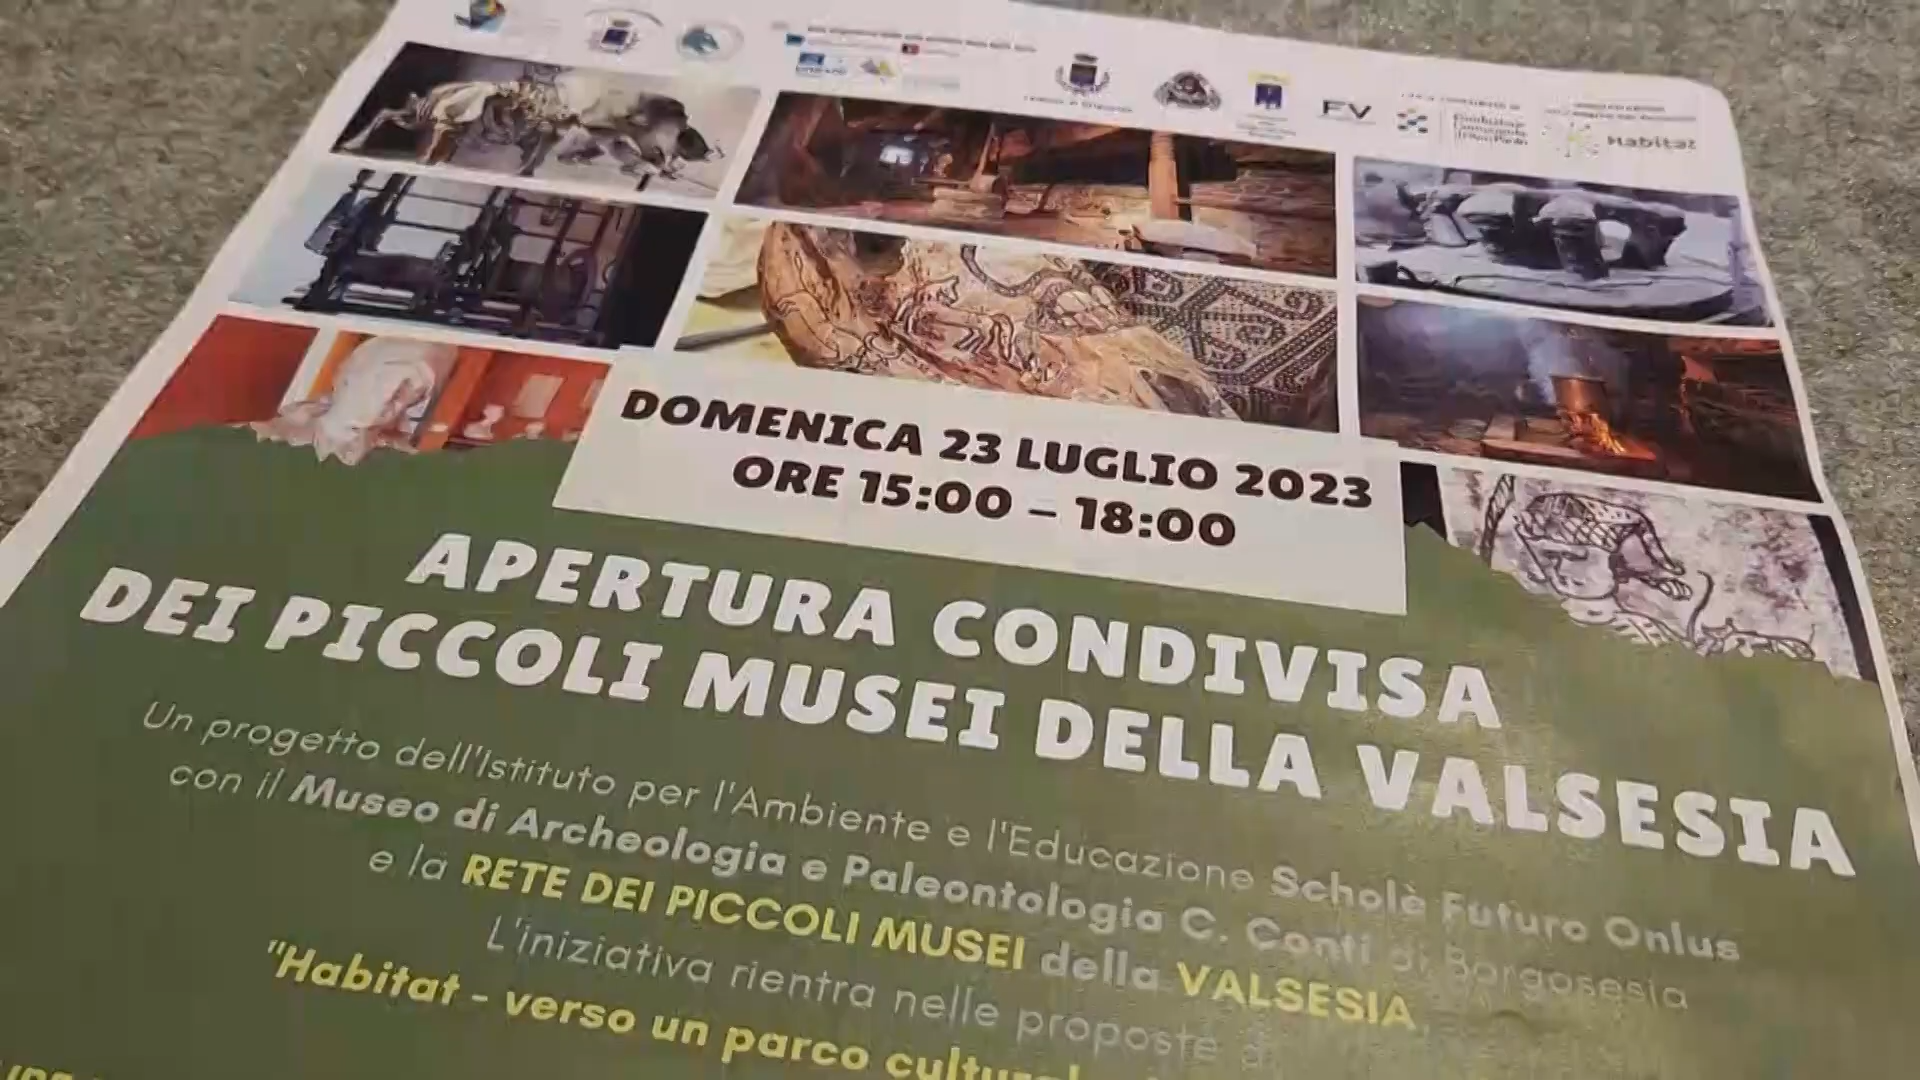 FV
Habitat
DOMENICA 23 LUGLIO 2023
ORE 15:00 – 18:00
APERTURA CONDIVISA
DEI PICCOLI MUSEI DELLA VALSESIA
Un progetto dell'Istituto per l'Ambiente e l'Educazione Scholè Futuro Onlus
con il Museo di Archeologia e Paleontologia C. Conti di Borgosesia
e la RETE DEI PICCOLI MUSEI della VALSESIA,
L'iniziativa rientra nelle proposte
"Habitat - verso un parco